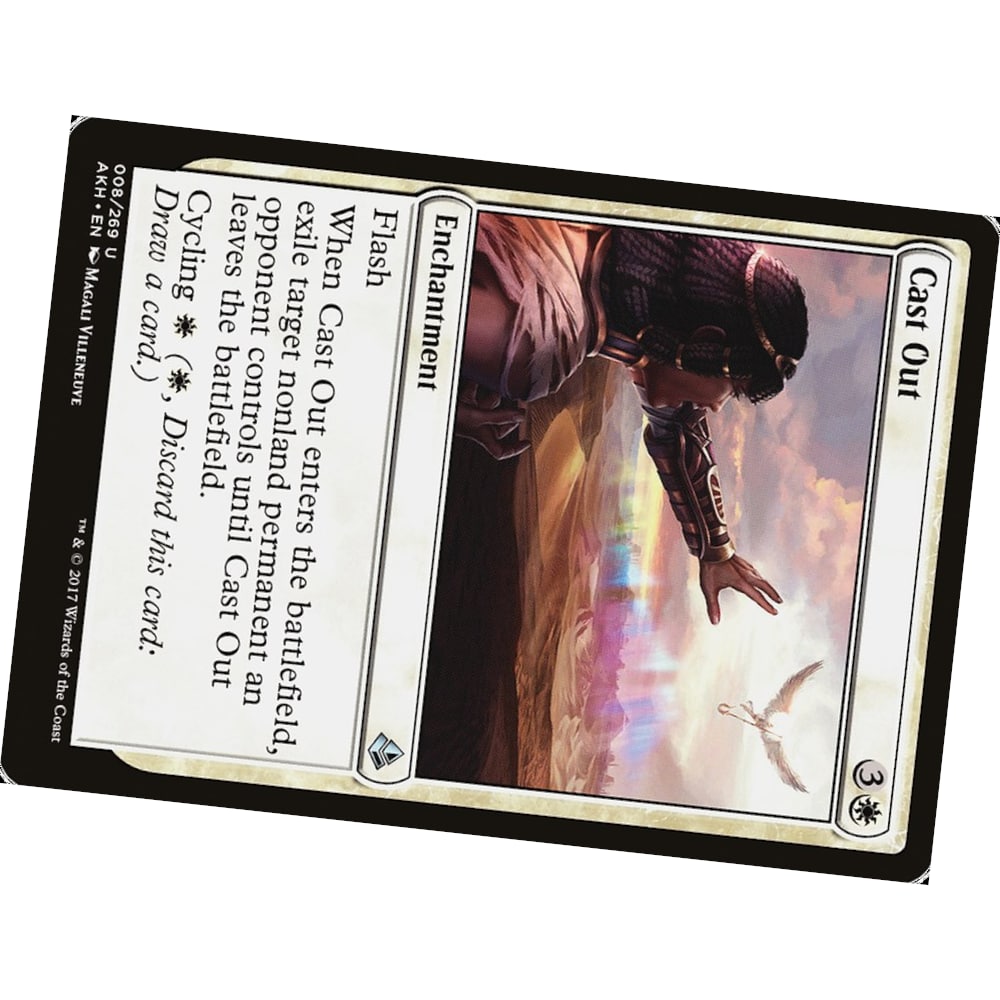 Cast Out
3
Enchantment
Flash
When Cast Out enters the battlefield,
exile target nonland permanent an
opponent controls until Cast Out
leaves the battlefield.
Cycling (, Discard this card:
Draw a card.)
008/269 U
AKH • EN MAGALI VILLENEUVE
™ & © 2017 Wizards of the Coast